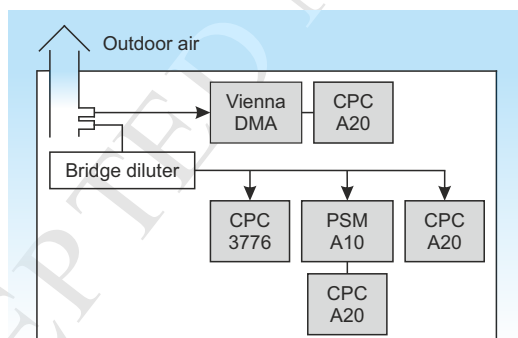 Outdoor air
Vienna
DMA
CPC
A20
Bridge diluter
CPC
3776
PSM
A10
CPC
A20
CPC
A20